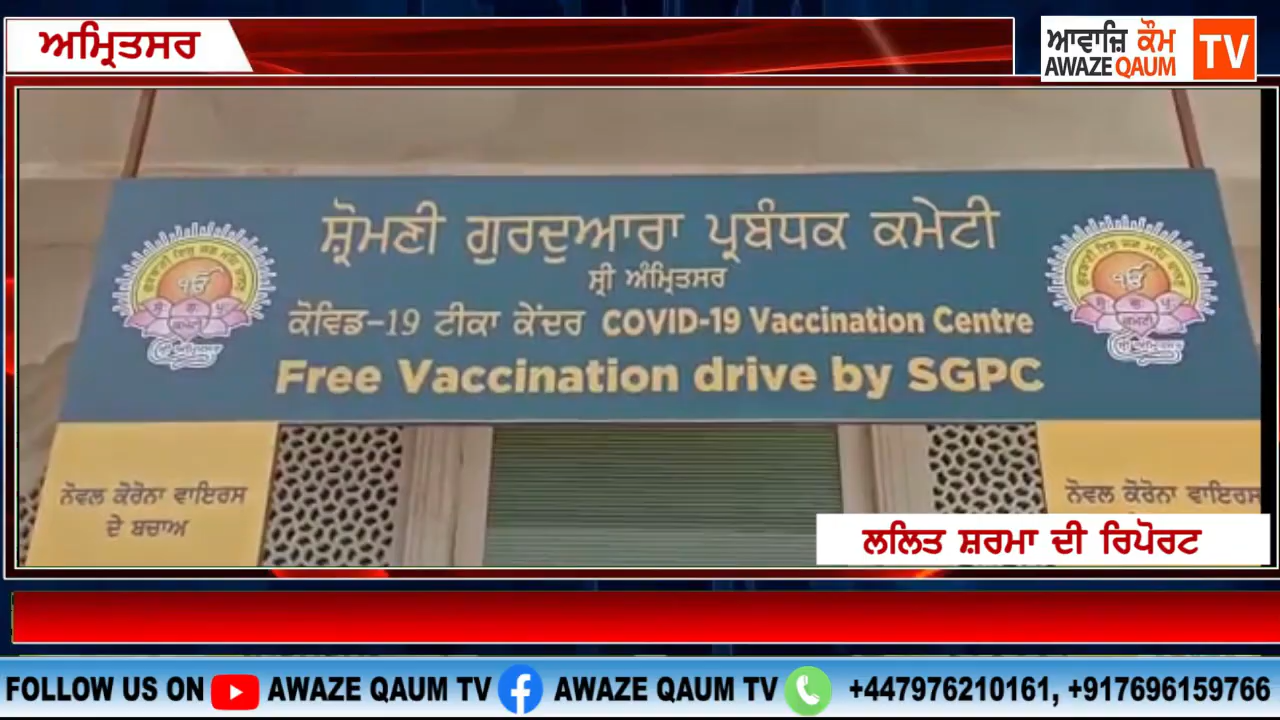 ਅਮ੍ਰਿਤਸਰ
ਆਵਾਜ਼ਿ ਕੌਮ
AWAZE QAUM
TV
ਸ਼੍ਰੋਮਣੀ ਗੁਰਦੁਆਰਾ ਪ੍ਰਬੰਧਕ ਕਮੇਟੀ
ਸ੍ਰੀ ਅੰਮ੍ਰਿਤਸਰ
ਕੋਵਿਡ-19 ਟੀਕਾ ਕੇਂਦਰ COVID-19 Vaccination Centre
Free Vaccination drive by SGPC
ਨੋਵਲ ਕੋਰੋਨਾ ਵਾਇਰਸ
ਦੇ ਬਚਾਅ
ਨੋਵਲ ਕੋਰੋਨਾ ਵਾਇਰਸ
ਲਲਿਤ ਸ਼ਰਮਾ ਦੀ ਰਿਪੋਰਟ
FOLLOW US ON AWAZE QAUM TV AWAZE QAUM TV +447976210161, +917696159766